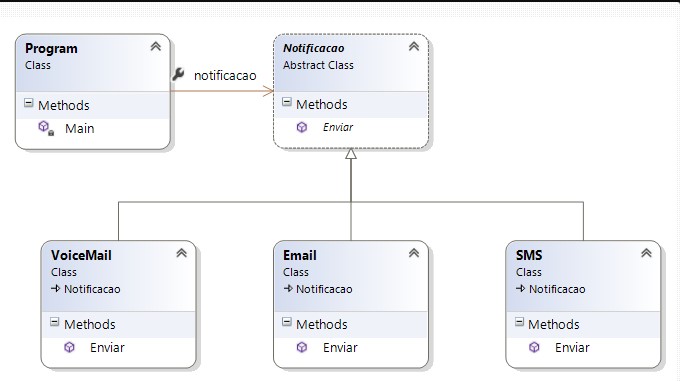 Program
Class
Methods
Main
notificacao
Notificacao
Abstract Class
Methods
Enviar
VoiceMail
Class
Notificacao
Methods
Enviar
Email
Class
Notificacao
Methods
Enviar
SMS
Class
Notificacao
Methods
Enviar